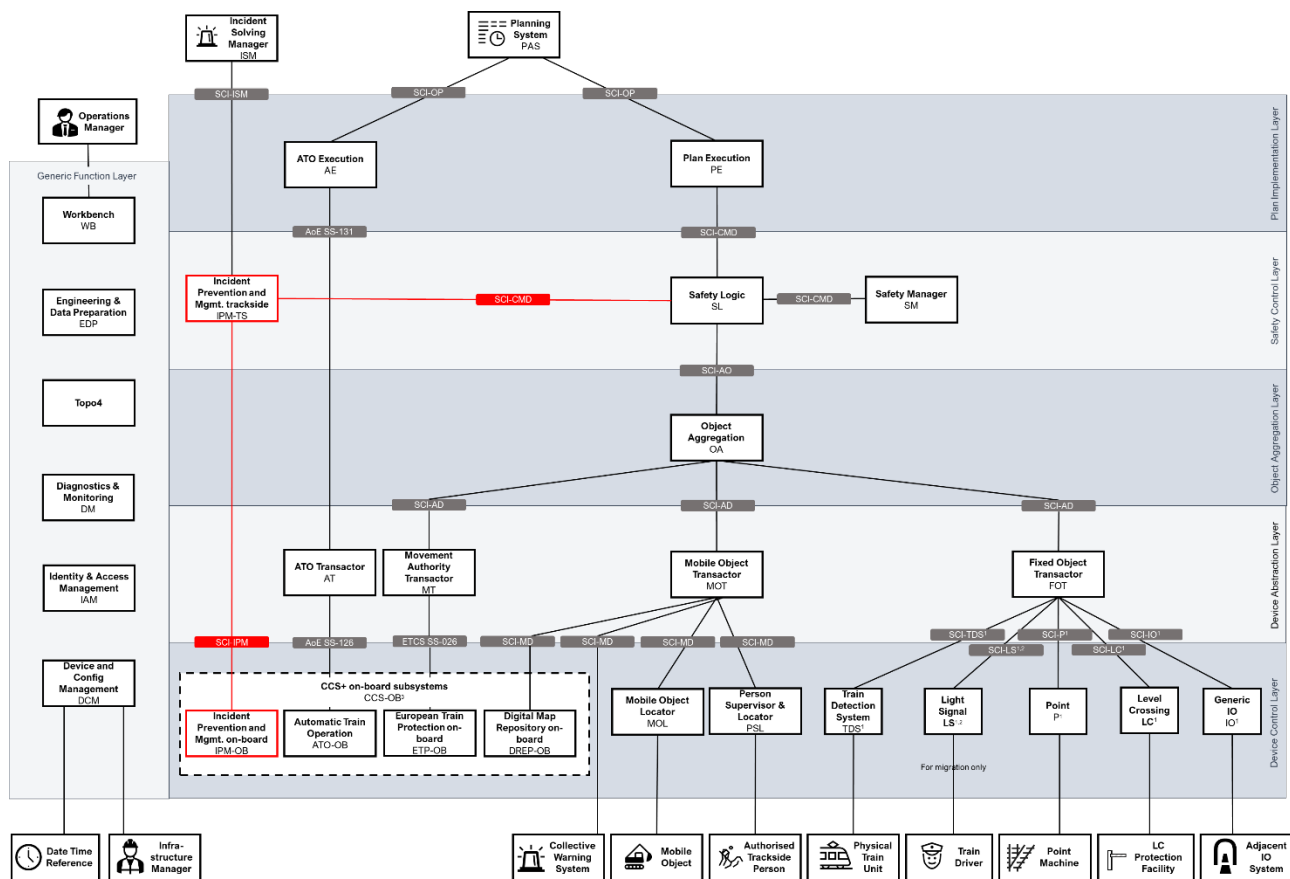 Incident
Solving
Manager
ISM
Planning
System
PAS
SCI-ISM
SCI-OP
SCI-OP
Operations
Manager
Plan Implementation Layer
ATO Execution
AE
Plan Execution
PE
Generic Function Layer
Workbench
WB
AoE SS-131
SCI-CMD
Safety Control Layer
Incident
Prevention and
Mgmt. trackside
IPM-TS
SCI-CMD
Safety Logic
SL
SCI-CMD
Safety Manager
SM
Engineering &
Data Preparation
EDP
SCI-AO
Topo4
Object Aggregation Layer
Object
Aggregation
OA
Diagnostics &
Monitoring
DM
SCI-AD
SCI-AD
SCI-AD
Device Abstraction Layer
ATO Transactor
AT
Movement
Authority
Transactor
MT
Mobile Object
Transactor
MOT
Fixed Object
Transactor
FOT
Identity & Access
Management
IAM
SCI-IPM
AoE SS-126
ETCS SS-026
SCI-MD
SCI-MD
SCI-MD
SCI-MD
SCI-TDS¹
SCI-P¹
SCI-IO¹
SCI-LS¹,²
SCI-LC¹
Device Control Layer
Device and
Config
Management
DCM
CCS+ on-board subsystems
CCS-OB³
Incident
Prevention and
Mgmt. on-board
IPM-OB
Automatic Train
Operation
ATO-OB
European Train
Protection on-
board
ETP-OB
Digital Map
Repository on-
board
DREP-OB
Mobile Object
Locator
MOL
Person
Supervisor &
Locator
PSL
Train
Detection
System
TDS¹
Light
Signal
LS¹,²
Point
P¹
Level
Crossing
LC¹
Generic
IO
IO¹
For migration only
Date Time
Reference
Infra-
structure
Manager
Collective
Warning
System
Mobile
Object
Authorised
Trackside
Person
Physical
Train
Unit
Train
Driver
Point
Machine
LC
Protection
Facility
Adjacent
IO
System